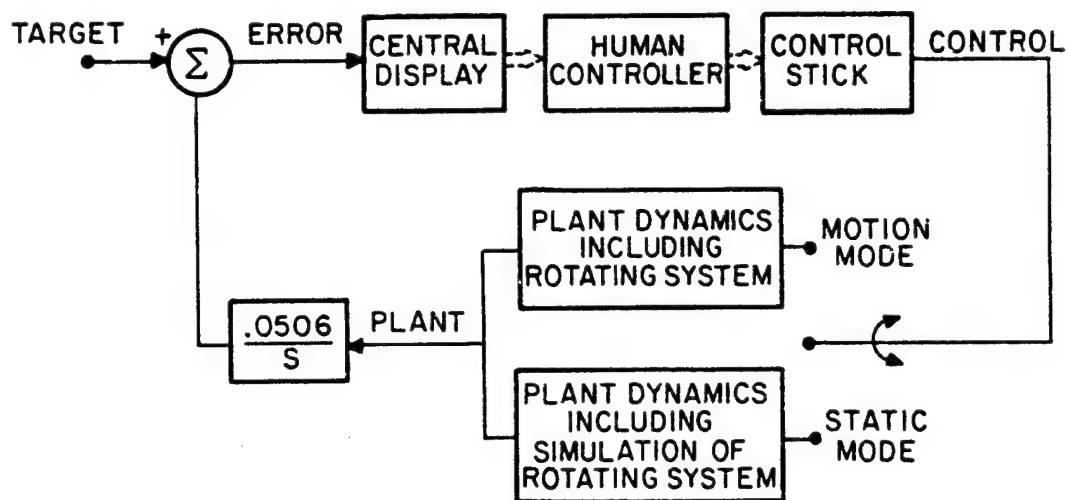 TARGET
+
Σ
ERROR
CENTRAL
DISPLAY
HUMAN
CONTROLLER
CONTROL
STICK
CONTROL
PLANT DYNAMICS
INCLUDING
ROTATING SYSTEM
MOTION
MODE
.0506
S
PLANT
PLANT DYNAMICS
INCLUDING
SIMULATION OF
ROTATING SYSTEM
STATIC
MODE